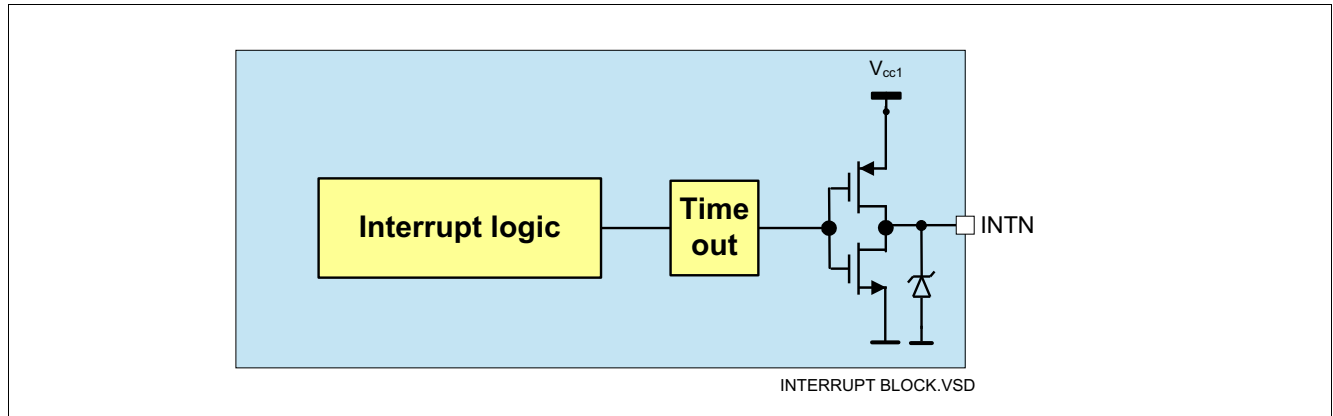 Vcc1
Interrupt logic
Time
out
INTN
INTERRUPT BLOCK.VSD